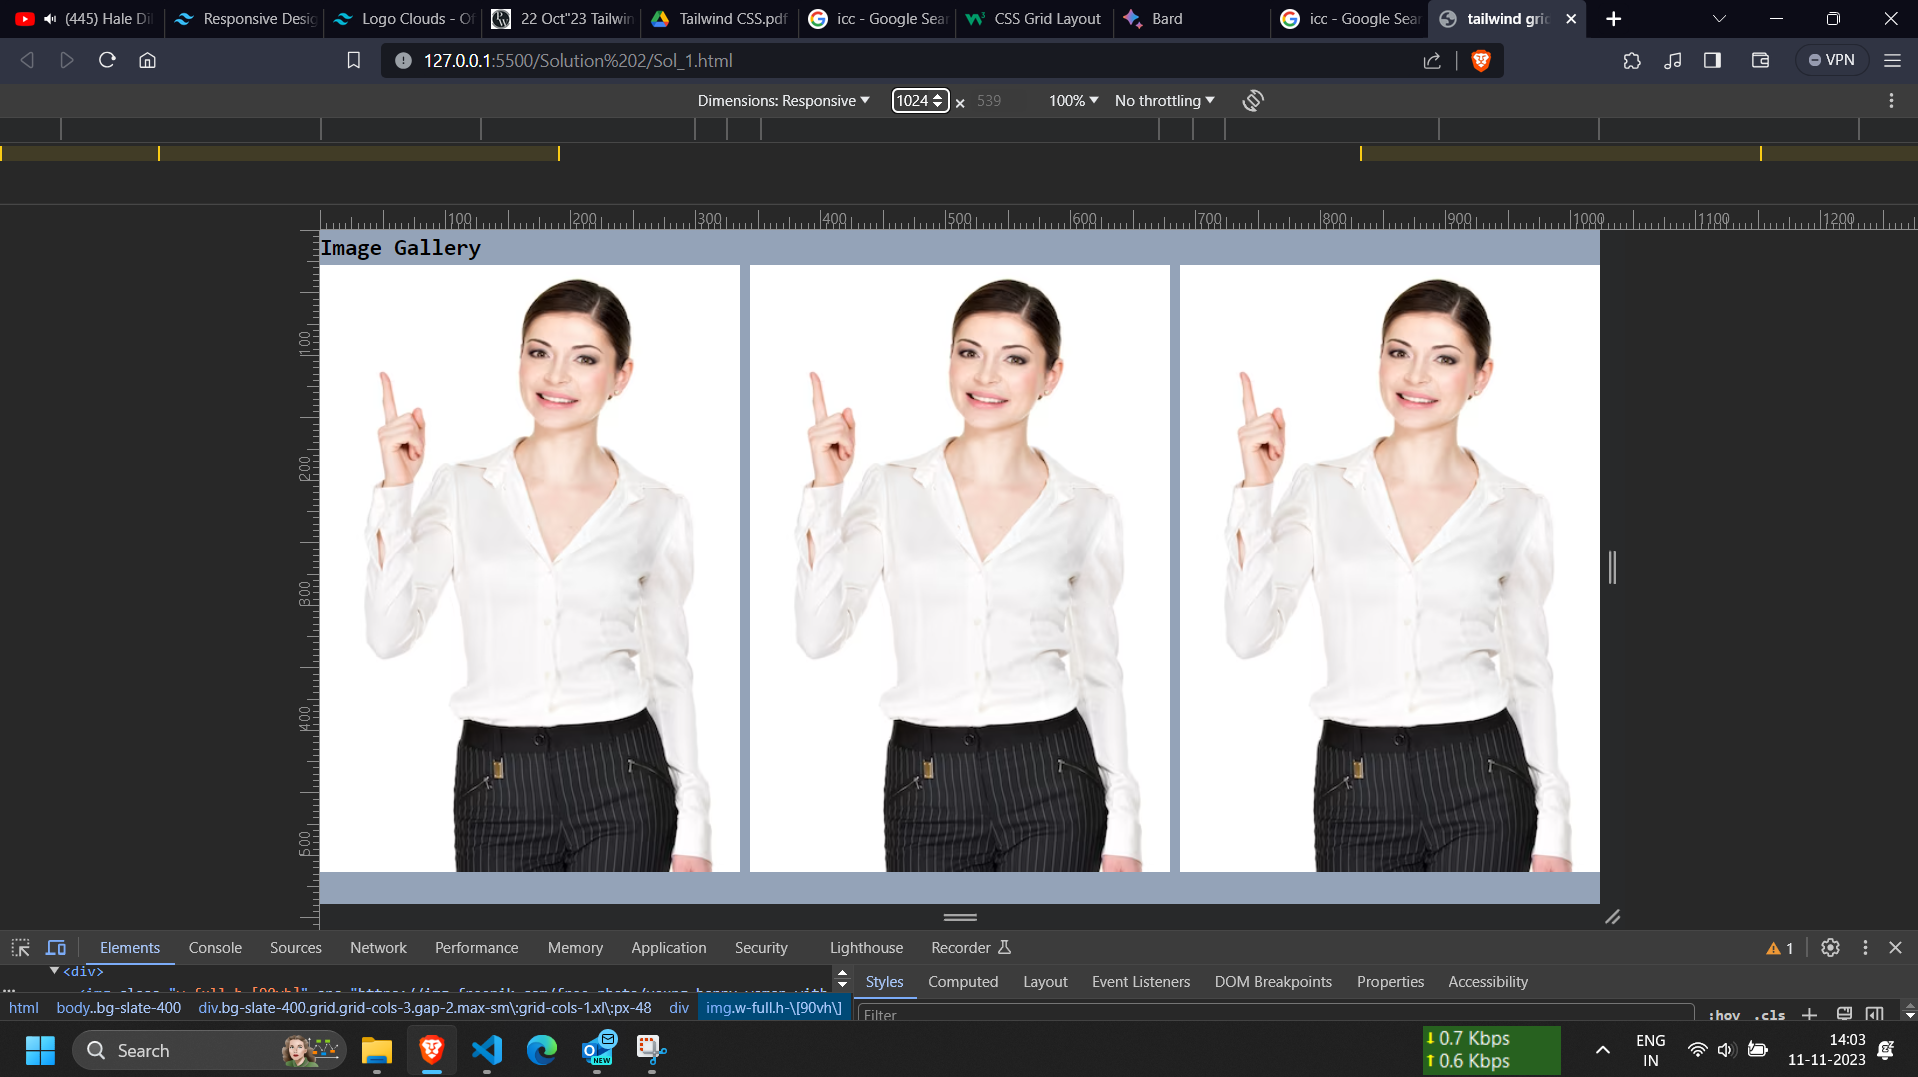 (445) Hale Dil
Responsive Desig
Logo Clouds - Of
22 Oct"23 Tailwin
Tailwind CSS.pdf
icc - Google Sear
CSS Grid Layout
Bard
icc - Google Sear
tailwind grid
127.0.0.1:5500/Solution%202/Sol_1.html
VPN
Dimensions: Responsive
1024
×
539
100%
No throttling
100
200
300
400
500
600
700
800
900
1000
1100
1200
Image Gallery
100
200
300
400
500
Elements
Console
Sources
Network
Performance
Memory
Application
Security
Lighthouse
Recorder
1
<div>
Styles
Computed
Layout
Event Listeners
DOM Breakpoints
Properties
Accessibility
html
body..bg-slate-400
div.bg-slate-400.grid.grid-cols-3.gap-2.max-sm\:grid-cols-1.xl\:px-48
div
img.w-full.h-\[90vh\]
Filter
:hov
.cls
Search
NEW
0.7 Kbps
0.6 Kbps
ENG
IN
14:03
11-11-2023